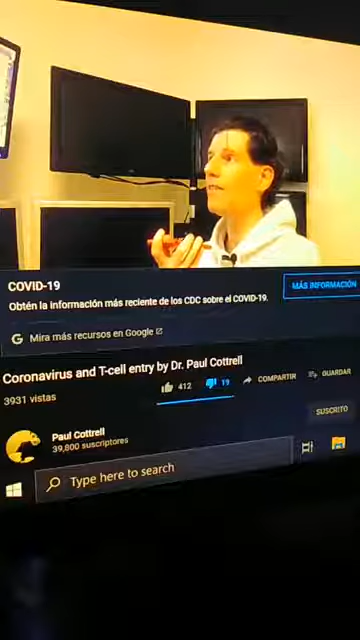 COVID-19
MÁS INFORMACIÓN
Obtén la información más reciente de los CDC sobre el COVID-19.
G Mira más recursos en Google
Coronavirus and T-cell entry by Dr. Paul Cottrell
3931 vistas
412
19
COMPARTIR
GUARDAR
Paul Cottrell
39,800 suscriptores
SUSCRITO
Type here to search